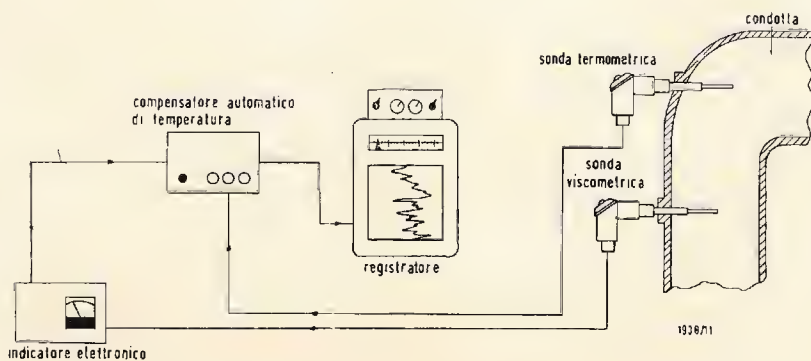 condotta
sonda termometrica
compensatore automatico
di temperatura
sonda
viscometrica
registratore
1938/11
indicatore elettronico